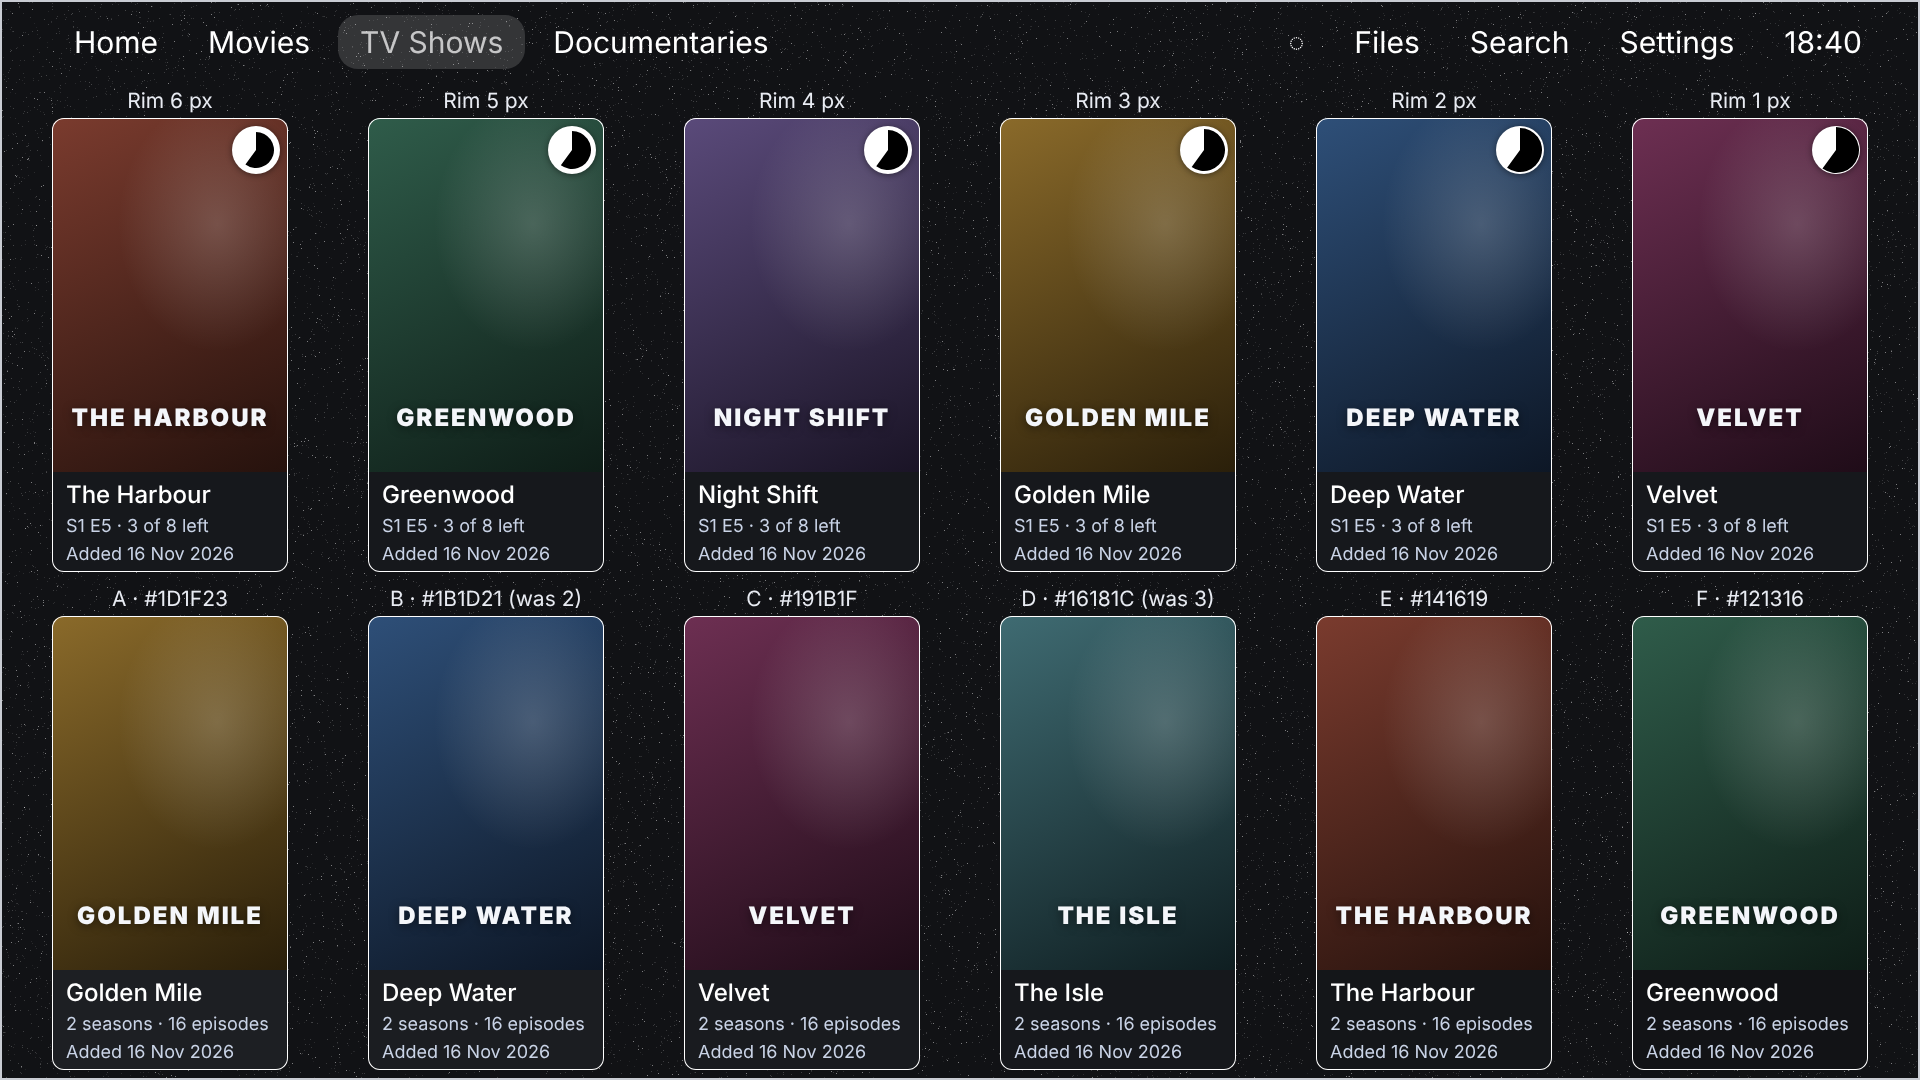 Home Movies TV Shows Documentaries Files Search Settings 18:40
Rim 6 px Rim 5 px Rim 4 px Rim 3 px Rim 2 px Rim 1 px
THE HARBOUR GREENWOOD NIGHT SHIFT GOLDEN MILE DEEP WATER VELVET
The Harbour Greenwood Night Shift Golden Mile Deep Water Velvet
S1 E5 · 3 of 8 left S1 E5 · 3 of 8 left S1 E5 · 3 of 8 left S1 E5 · 3 of 8 left S1 E5 · 3 of 8 left S1 E5 · 3 of 8 left
Added 16 Nov 2026 Added 16 Nov 2026 Added 16 Nov 2026 Added 16 Nov 2026 Added 16 Nov 2026 Added 16 Nov 2026
A · #1D1F23 B · #1B1D21 (was 2) C · #191B1F D · #16181C (was 3) E · #141619 F · #121316
GOLDEN MILE DEEP WATER VELVET THE ISLE THE HARBOUR GREENWOOD
Golden Mile Deep Water Velvet The Isle The Harbour Greenwood
2 seasons · 16 episodes 2 seasons · 16 episodes 2 seasons · 16 episodes 2 seasons · 16 episodes 2 seasons · 16 episodes 2 seasons · 16 episodes
Added 16 Nov 2026 Added 16 Nov 2026 Added 16 Nov 2026 Added 16 Nov 2026 Added 16 Nov 2026 Added 16 Nov 2026